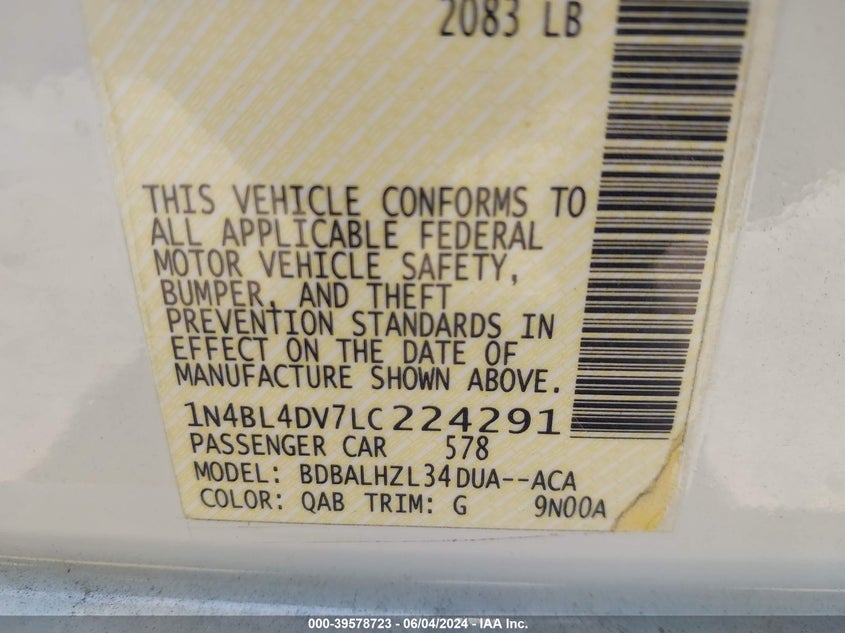 2083 LB
THIS VEHICLE CONFORMS TO
ALL APPLICABLE FEDERAL
MOTOR VEHICLE SAFETY,
BUMPER, AND THEFT
PREVENTION STANDARDS IN
EFFECT ON THE DATE OF
MANUFACTURE SHOWN ABOVE.
1N4BL4DV7LC224291
PASSENGER CAR 578
MODEL: BDBALHZL34DUA--ACA
COLOR: QAB TRIM: G 9N00A
000-39578723 - 06/04/2024 - IAA Inc.